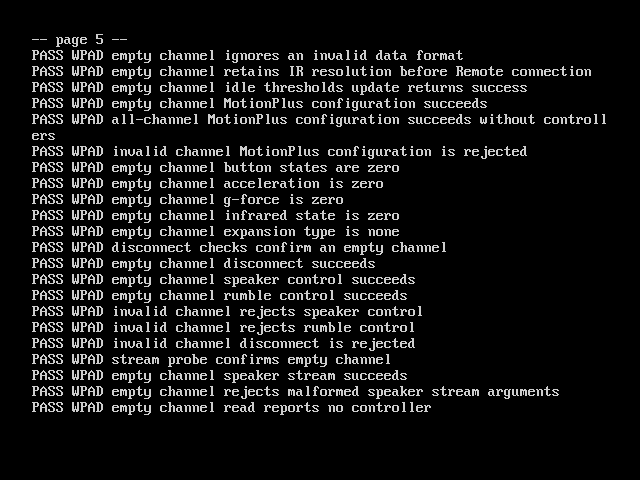 -- page 5 --
PASS WPAD empty channel ignores an invalid data format
PASS WPAD empty channel retains IR resolution before Remote connection
PASS WPAD empty channel idle thresholds update returns success
PASS WPAD empty channel MotionPlus configuration succeeds
PASS WPAD all-channel MotionPlus configuration succeeds without controll
ers
PASS WPAD invalid channel MotionPlus configuration is rejected
PASS WPAD empty channel button states are zero
PASS WPAD empty channel acceleration is zero
PASS WPAD empty channel g-force is zero
PASS WPAD empty channel infrared state is zero
PASS WPAD empty channel expansion type is none
PASS WPAD disconnect checks confirm an empty channel
PASS WPAD empty channel disconnect succeeds
PASS WPAD empty channel speaker control succeeds
PASS WPAD empty channel rumble control succeeds
PASS WPAD invalid channel rejects speaker control
PASS WPAD invalid channel rejects rumble control
PASS WPAD invalid channel disconnect is rejected
PASS WPAD stream probe confirms empty channel
PASS WPAD empty channel speaker stream succeeds
PASS WPAD empty channel rejects malformed speaker stream arguments
PASS WPAD empty channel read reports no controller